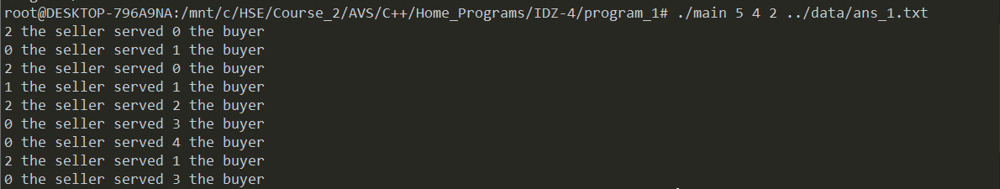 root@DESKTOP-796A9NA:/mnt/c/HSE/Course_2/AVS/C++/Home_Programs/IDZ-4/program_1# ./main 5 4 2 ../data/ans_1.txt
2 the seller served 0 the buyer
0 the seller served 1 the buyer
2 the seller served 0 the buyer
1 the seller served 1 the buyer
2 the seller served 2 the buyer
0 the seller served 3 the buyer
0 the seller served 4 the buyer
2 the seller served 1 the buyer
0 the seller served 3 the buyer